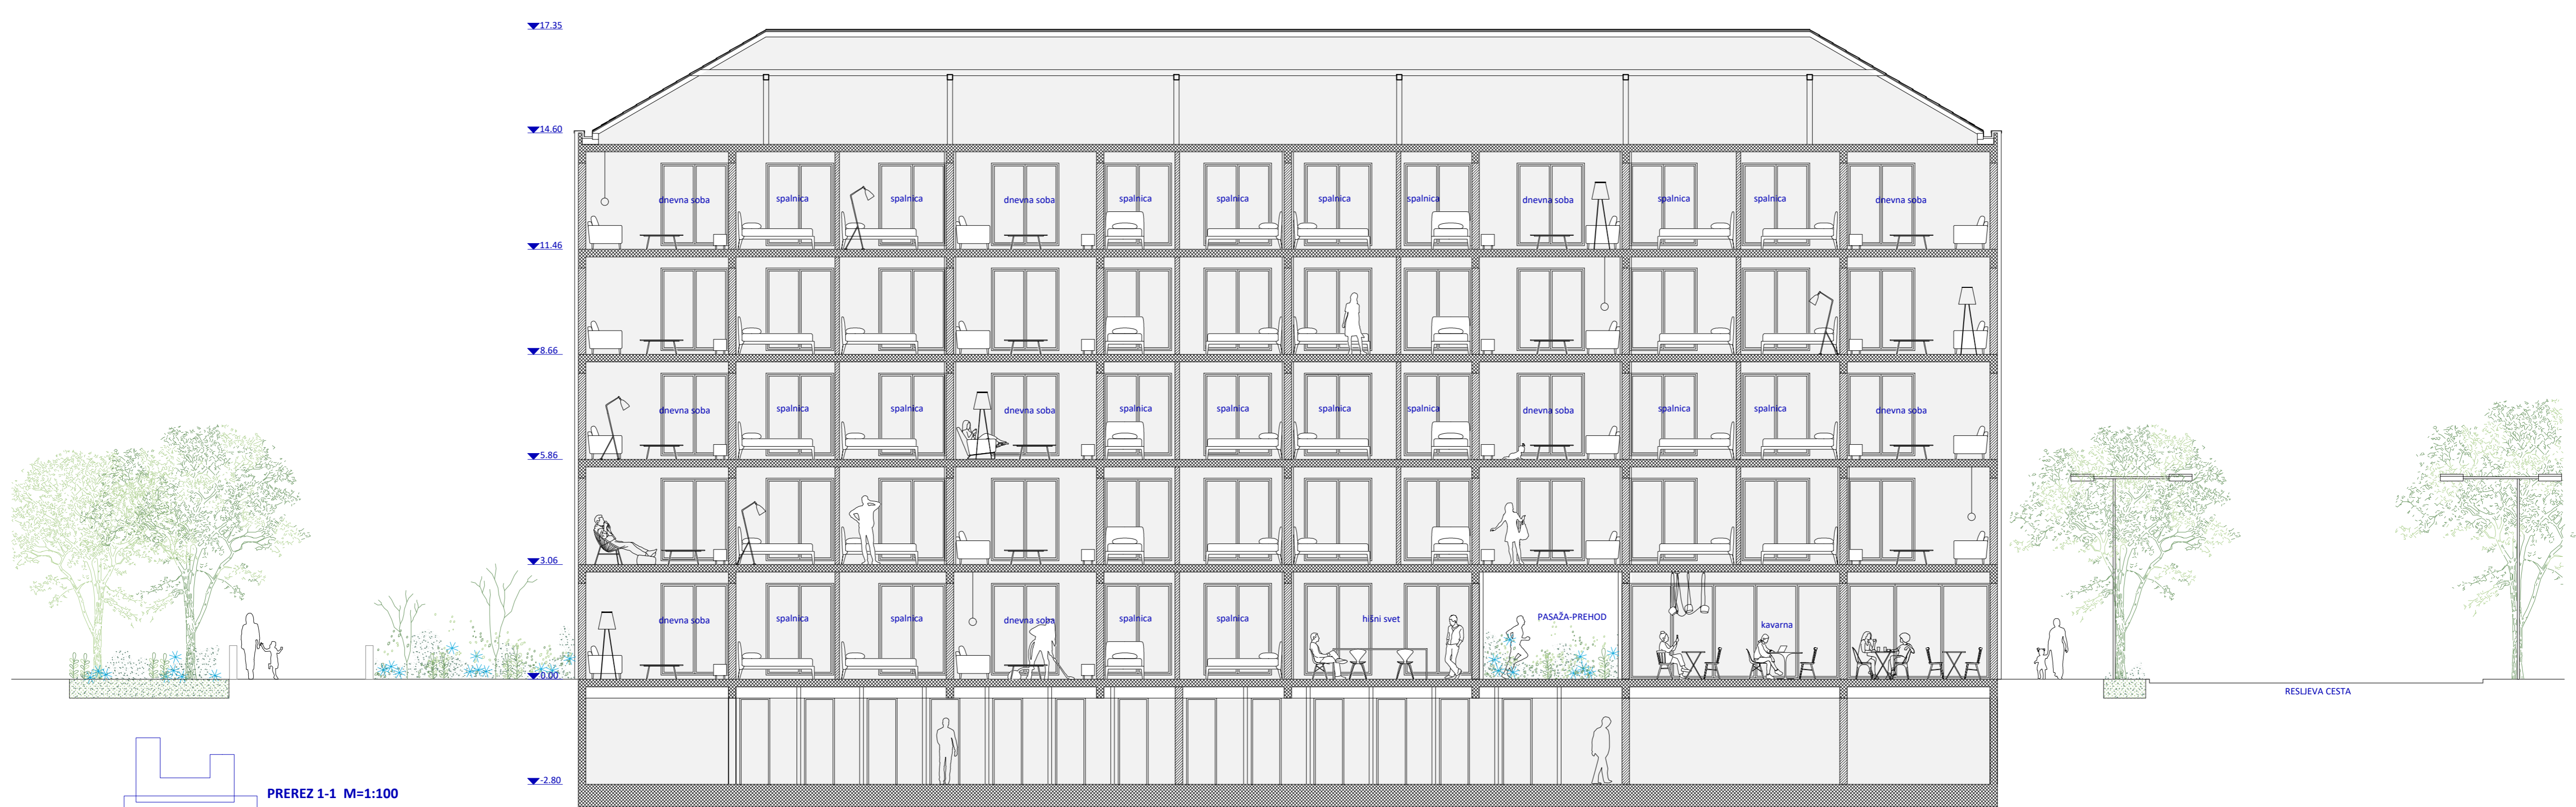 17.35
14.60
dnevna soba spalnica spalnica dnevna soba spalnica spalnica spalnica spalnica dnevna soba spalnica spalnica dnevna soba
11.46
8.66
dnevna soba spalnica spalnica dnevna soba spalnica spalnica spalnica spalnica dnevna soba spalnica spalnica dnevna soba
5.86
3.06
dnevna soba spalnica spalnica dnevna soba spalnica spalnica hišni svet PASAŽA-PREHOD kavarna
0.00
RESLJEVA CESTA
-2.80
PREREZ 1-1 M=1:100